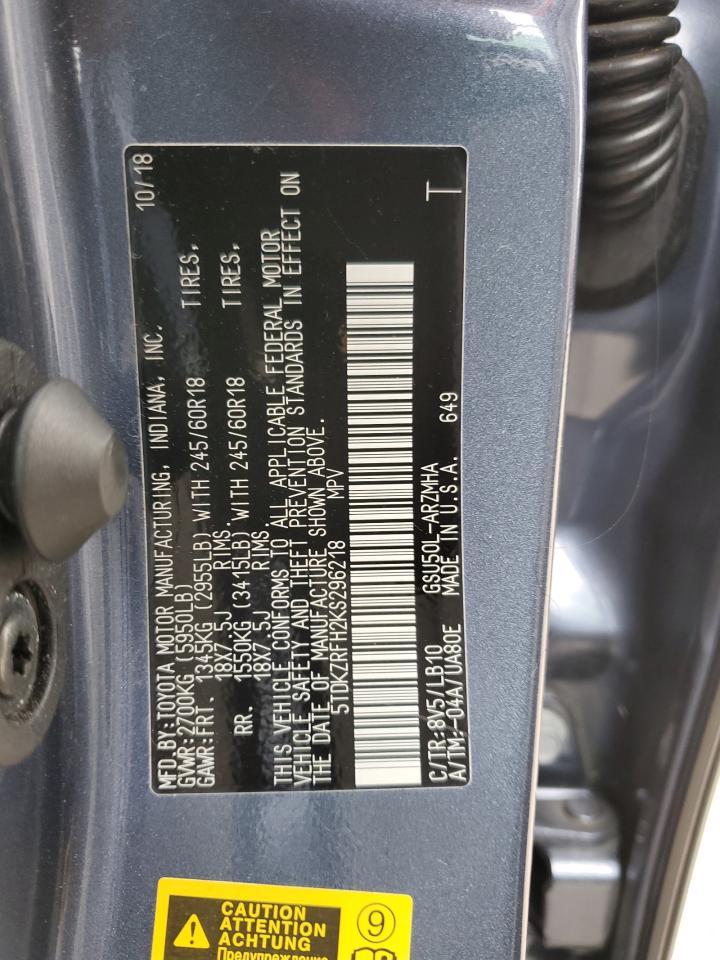 MFD.BY:TOYOTA MOTOR MANUFACTURING, INDIANA, INC. 10/18
GVWR:2700KG (5950LB)
GAWR:FRT. 1345KG (2955LB) WITH 245/60R18 TIRES,
18X7.5J RIMS
RR. 1550KG (3415LB) WITH 245/60R18 TIRES,
18X7.5J RIMS
THIS VEHICLE CONFORMS TO ALL APPLICABLE FEDERAL MOTOR
VEHICLE SAFETY AND THEFT PREVENTION STANDARDS IN EFFECT ON
THE DATE OF MANUFACTURE SHOWN ABOVE.
5TDKZRFH2KS296218 MPV
C/TR:8V5/LB10 GSU50L-ARZMHA T
A/TM:-04A/UA80E MADE IN U.S.A. 649
CAUTION 9
ATTENTION
ACHTUNG
Предупреждение